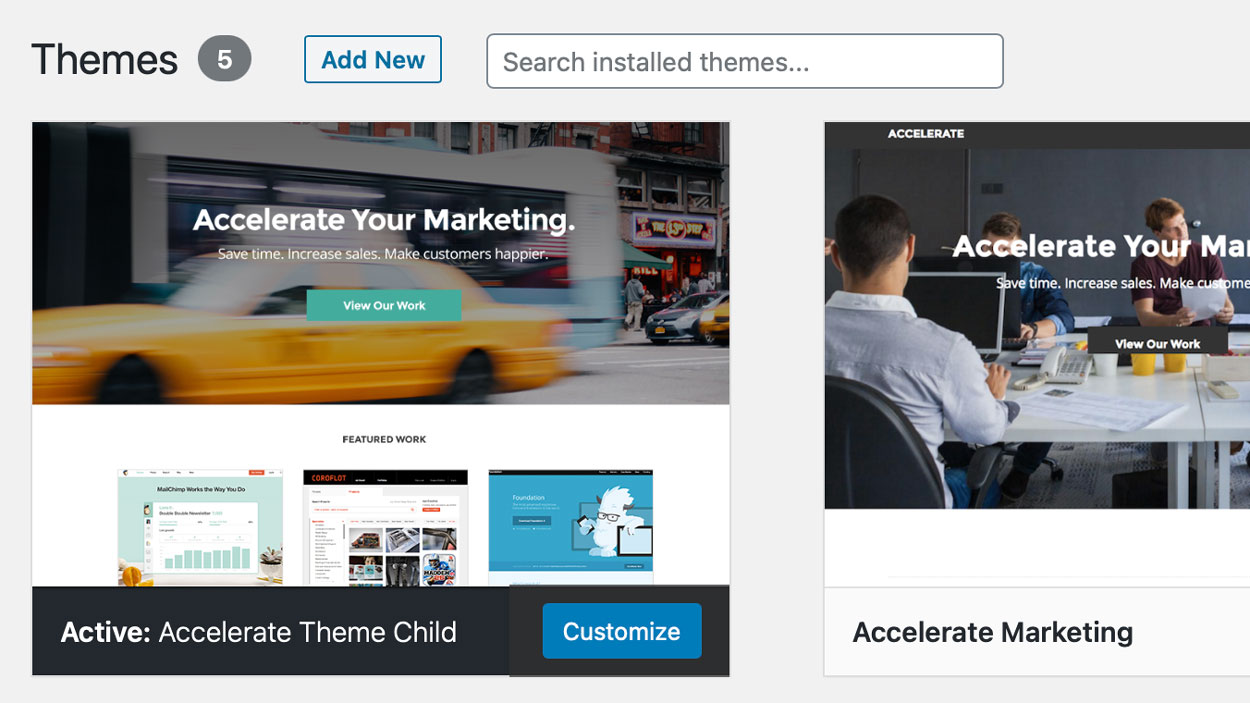 Themes 5 Add New Search installed themes...
Accelerate Your Marketing.
Save time. Increase sales. Make customers happier.
View Our Work
FEATURED WORK
MailChimp Works the Way You Do
COROFLOT
Foundation
MADDEN
Active: Accelerate Theme Child
Customize
ACCELERATE
Accelerate Your Mar
Save time. Increase sales. Make custome
View Our Work
Accelerate Marketing